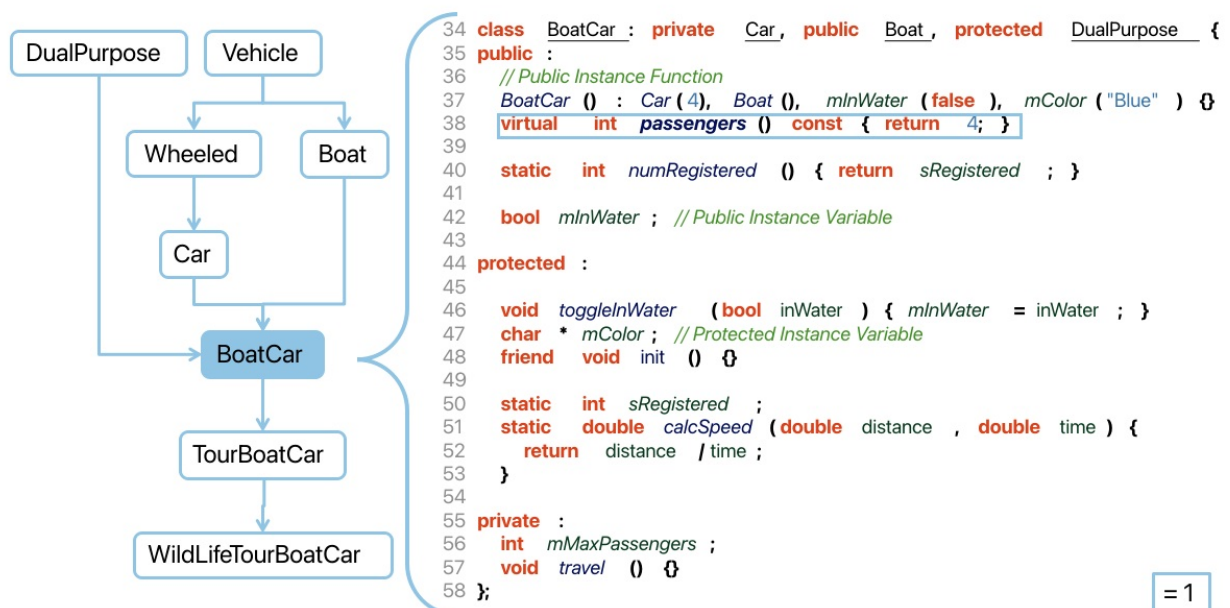 DualPurpose
Vehicle
Wheeled
Boat
Car
BoatCar
TourBoatCar
WildLifeTourBoatCar
34 class BoatCar : private Car , public Boat , protected DualPurpose {
35 public :
36 // Public Instance Function
37 BoatCar () : Car ( 4), Boat (), mInWater ( false ), mColor ( "Blue" ) {}
38 virtual int passengers () const { return 4; }
39
40 static int numRegistered () { return sRegistered ; }
41
42 bool mInWater ; // Public Instance Variable
43
44 protected :
45
46 void toggleInWater ( bool inWater ) { mInWater = inWater ; }
47 char * mColor ; // Protected Instance Variable
48 friend void init () {}
49
50 static int sRegistered ;
51 static double calcSpeed ( double distance , double time ) {
52 return distance / time ;
53 }
54
55 private :
56 int mMaxPassengers ;
57 void travel () {}
58 };
= 1